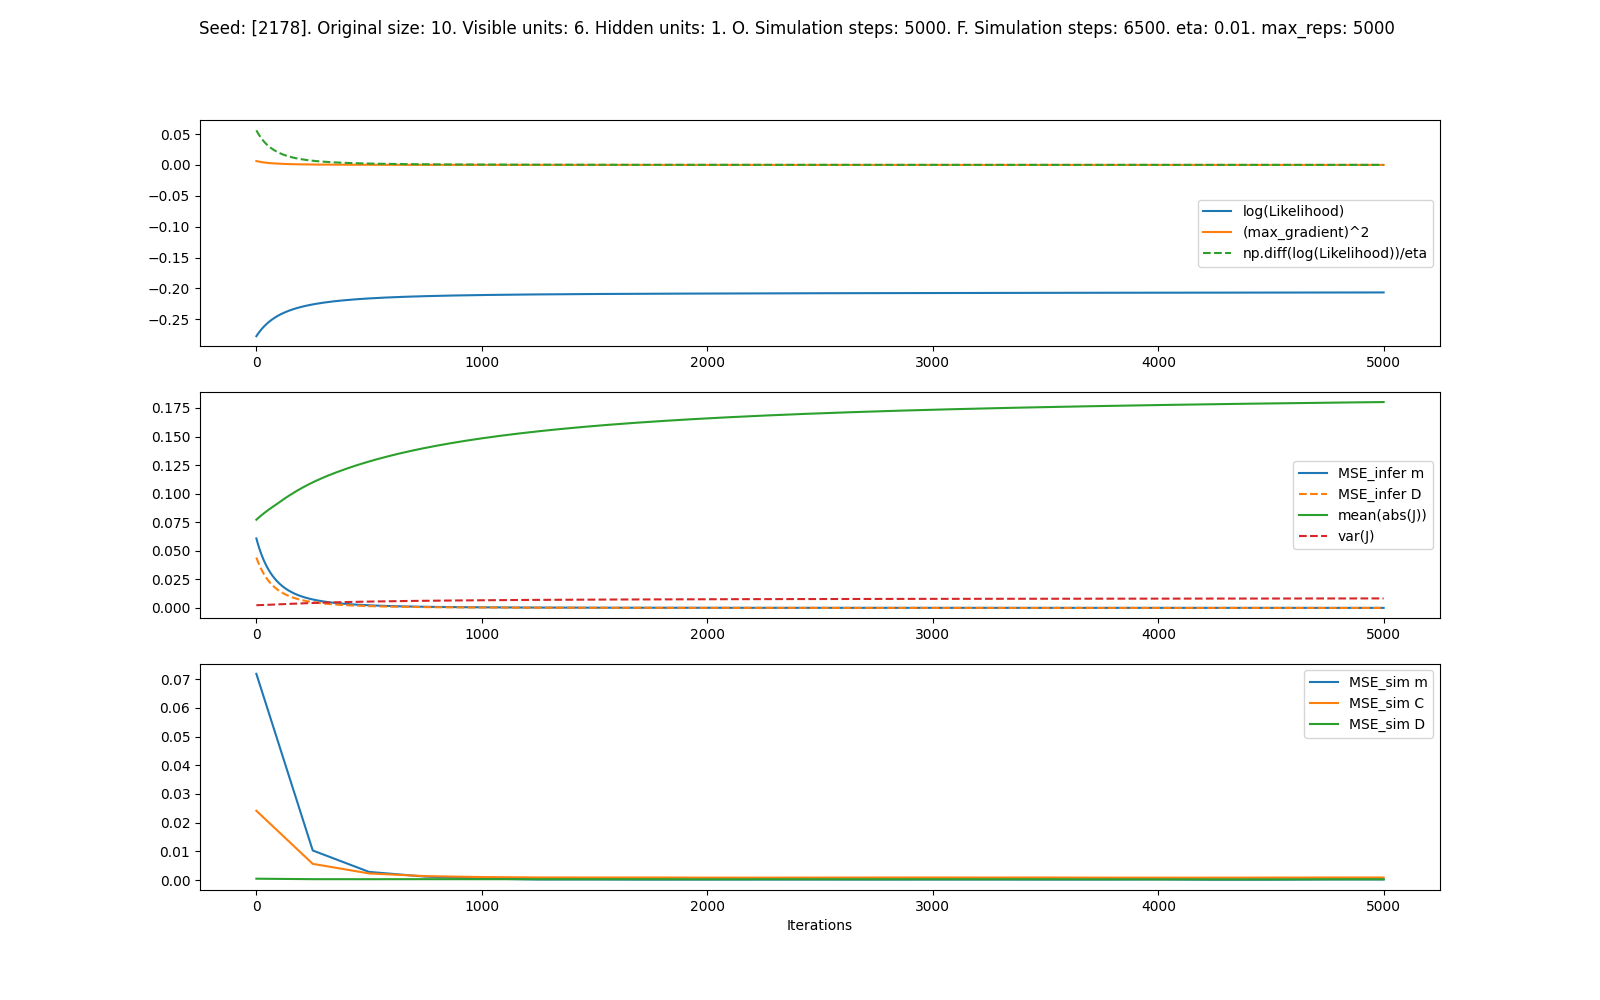 Seed: [2178]. Original size: 10. Visible units: 6. Hidden units: 1. O. Simulation steps: 5000. F. Simulation steps: 6500. eta: 0.01. max_reps: 5000
0.05
0.00
−0.05
−0.10
−0.15
−0.20
−0.25
log(Likelihood)
(max_gradient)^2
np.diff(log(Likelihood))/eta
0 1000 2000 3000 4000 5000
0.175
0.150
0.125
0.100
0.075
0.050
0.025
0.000
MSE_infer m
MSE_infer D
mean(abs(J))
var(J)
0 1000 2000 3000 4000 5000
0.07
0.06
0.05
0.04
0.03
0.02
0.01
0.00
MSE_sim m
MSE_sim C
MSE_sim D
0 1000 2000 3000 4000 5000
Iterations